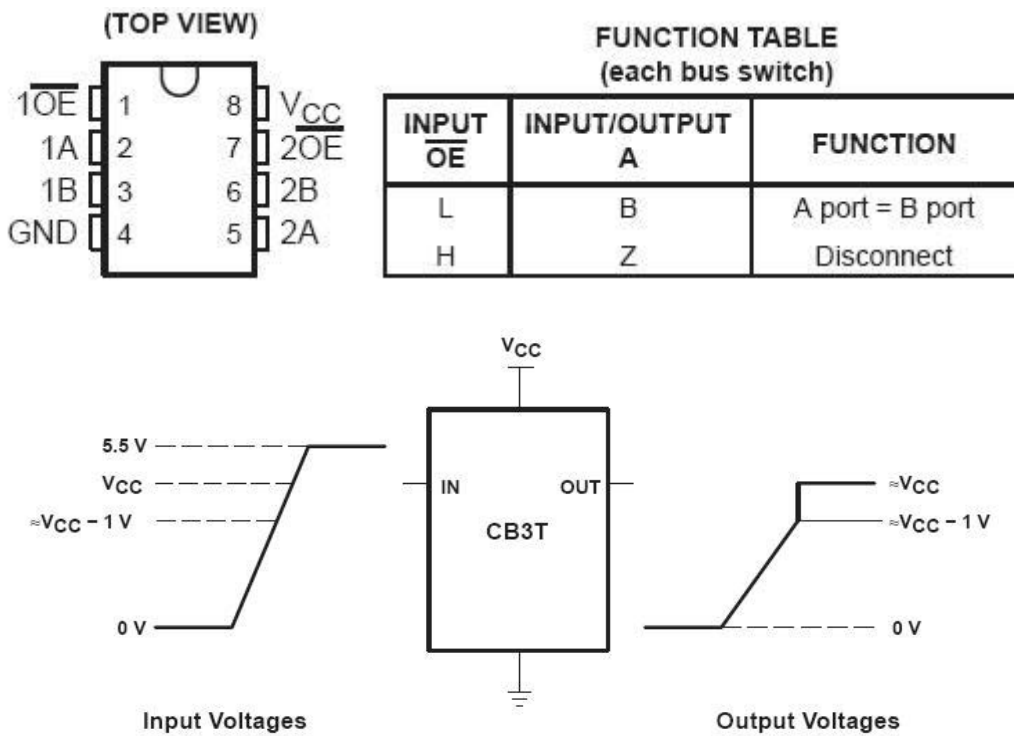 (TOP VIEW)
1OE 1 8 VCC
1A 2 7 2OE
1B 3 6 2B
GND 4 5 2A
FUNCTION TABLE
(each bus switch)
INPUT OE INPUT/OUTPUT A FUNCTION
L B A port = B port
H Z Disconnect
VCC
5.5 V
VCC
≈VCC – 1 V
0 V
IN OUT
CB3T
≈VCC
≈VCC – 1 V
0 V
Input Voltages
Output Voltages